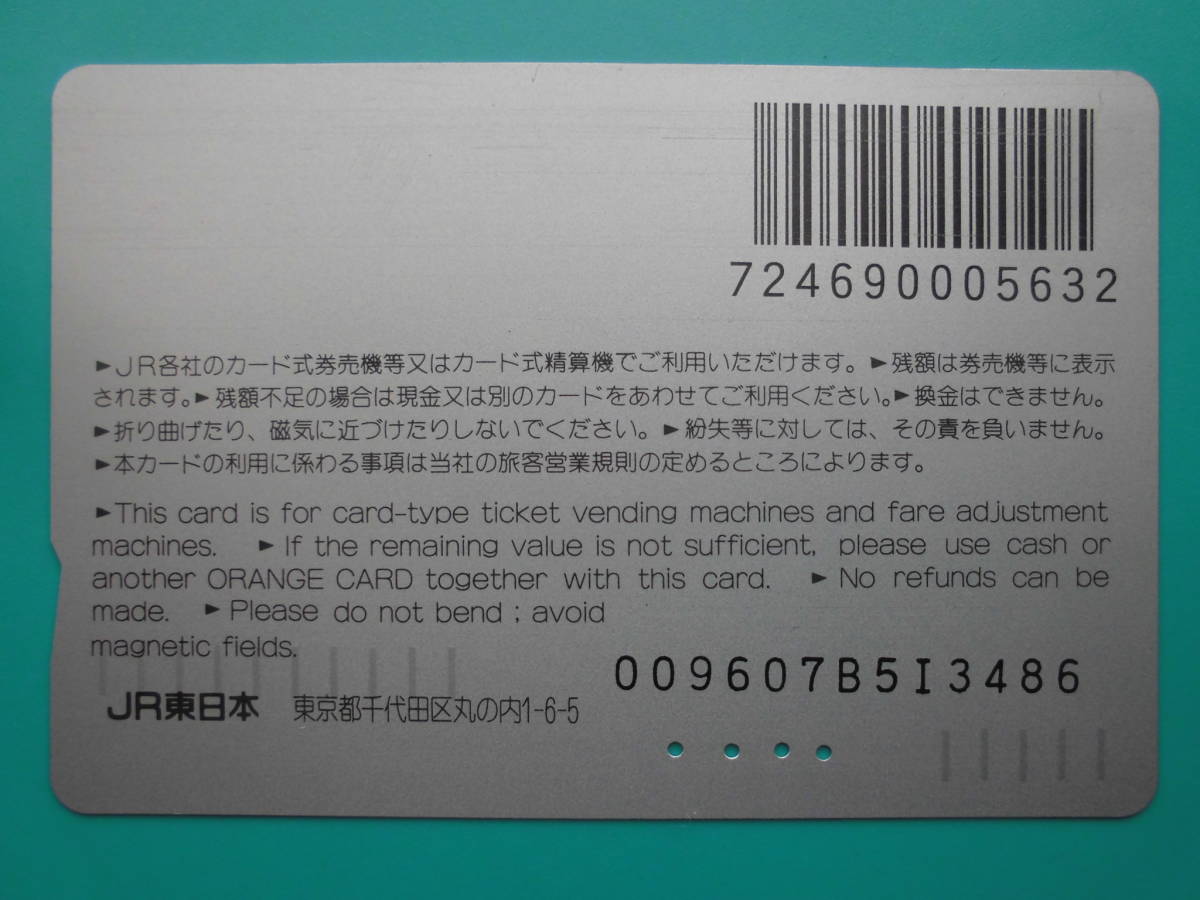 724690005632
►JR各社のカード式券売機等又はカード式精算機でご利用いただけます。►残額は券売機等に表示
されます。►残額不足の場合は現金又は別のカードをあわせてご利用ください。►換金はできません。
►折り曲げたり、磁気に近づけたりしないでください。►紛失等に対しては、その責を負いません。
►本カードの利用に係わる事項は当社の旅客営業規則の定めるところによります。
►This card is for card-type ticket vending machines and fare adjustment
machines. ►If the remaining value is not sufficient, please use cash or
another ORANGE CARD together with this card. ►No refunds can be
made. ►Please do not bend ; avoid
magnetic fields.
009607B5I3486
JR東日本 東京都千代田区丸の内1-6-5